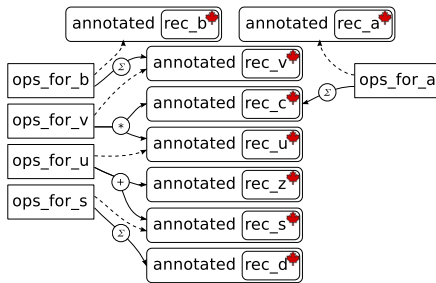 annotated rec_b annotated rec_a
Σ annotated rec_v
ops_for_b ops_for_a
Σ
annotated rec_c
ops_for_v *
annotated rec_u
ops_for_u
+ annotated rec_z
ops_for_s
annotated rec_s
Σ
annotated rec_d